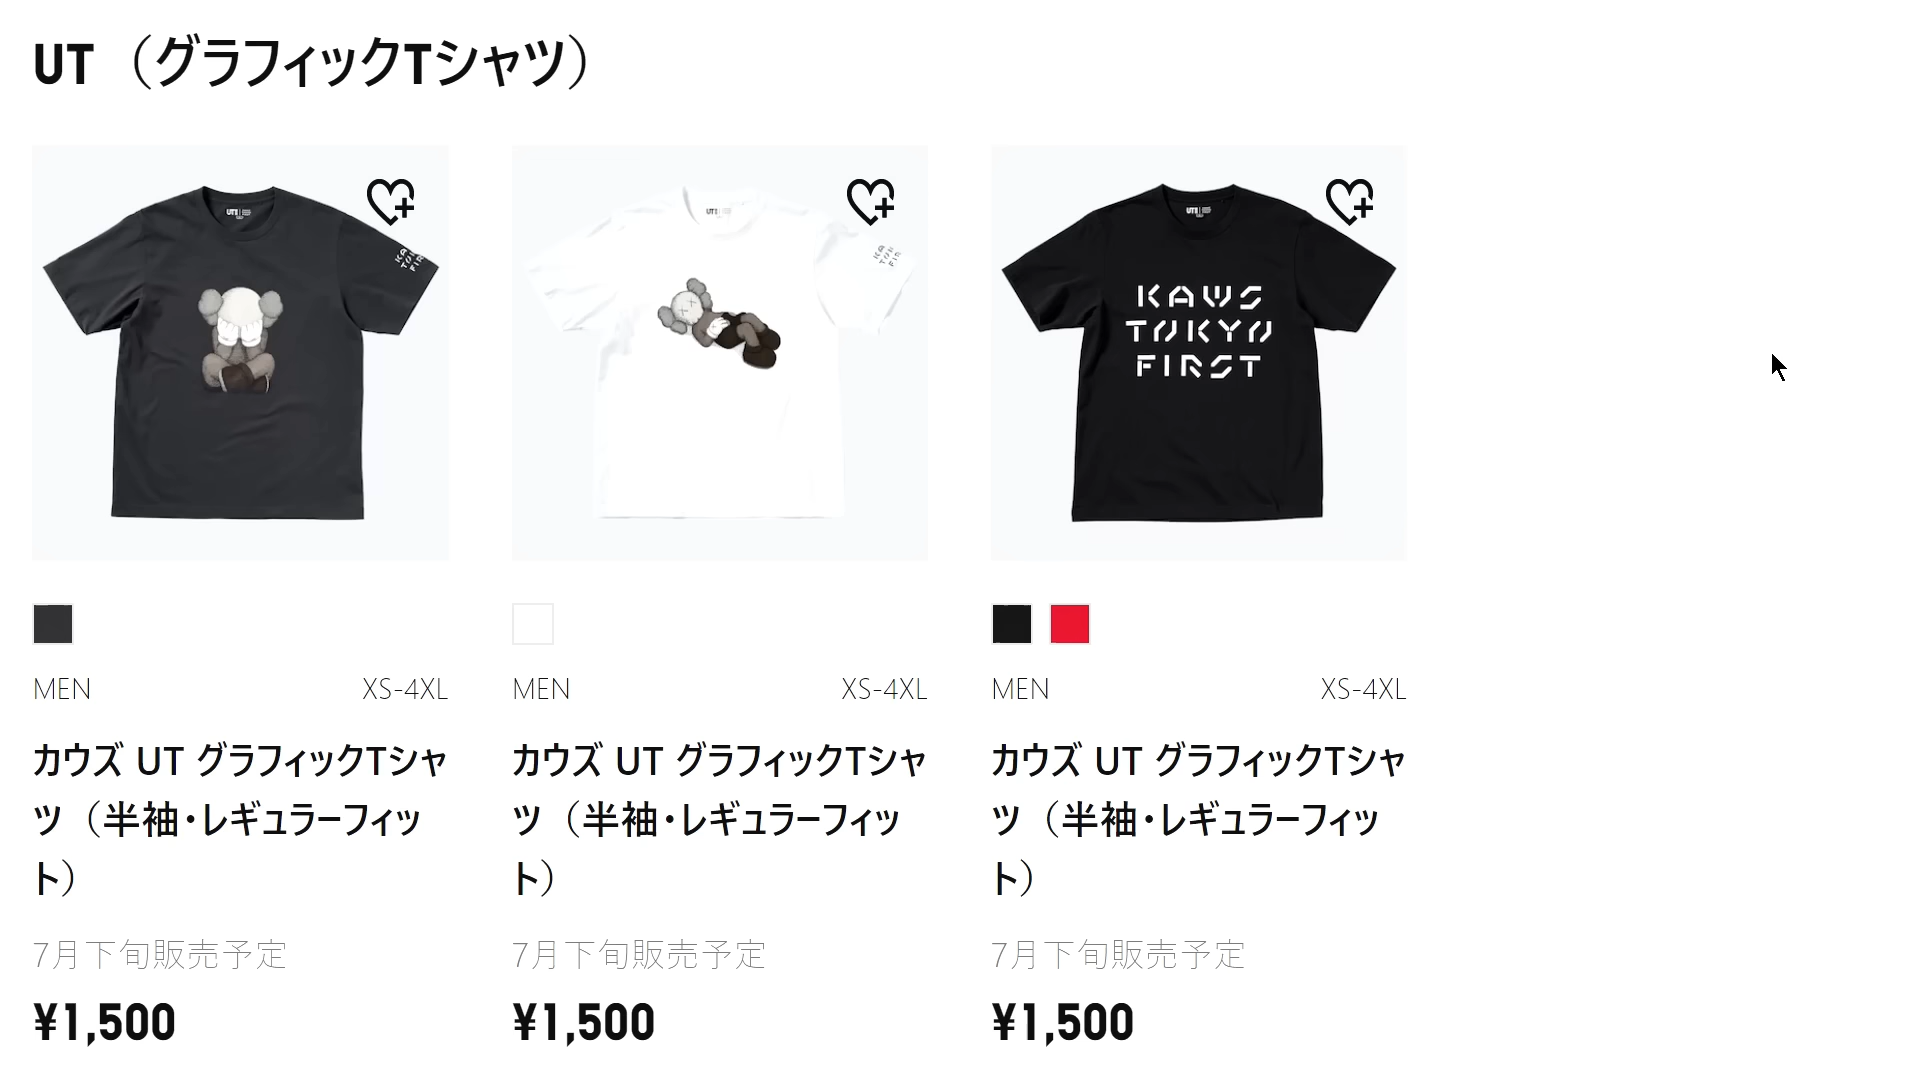 UT（グラフィックTシャツ）
KAWS
TOKYO
FIRST
MEN XS-4XL
カウズ UT グラフィックTシャ
ツ（半袖・レギュラーフィッ
ト）
7月下旬販売予定
¥1,500
MEN XS-4XL
カウズ UT グラフィックTシャ
ツ（半袖・レギュラーフィッ
ト）
7月下旬販売予定
¥1,500
MEN XS-4XL
カウズ UT グラフィックTシャ
ツ（半袖・レギュラーフィッ
ト）
7月下旬販売予定
¥1,500